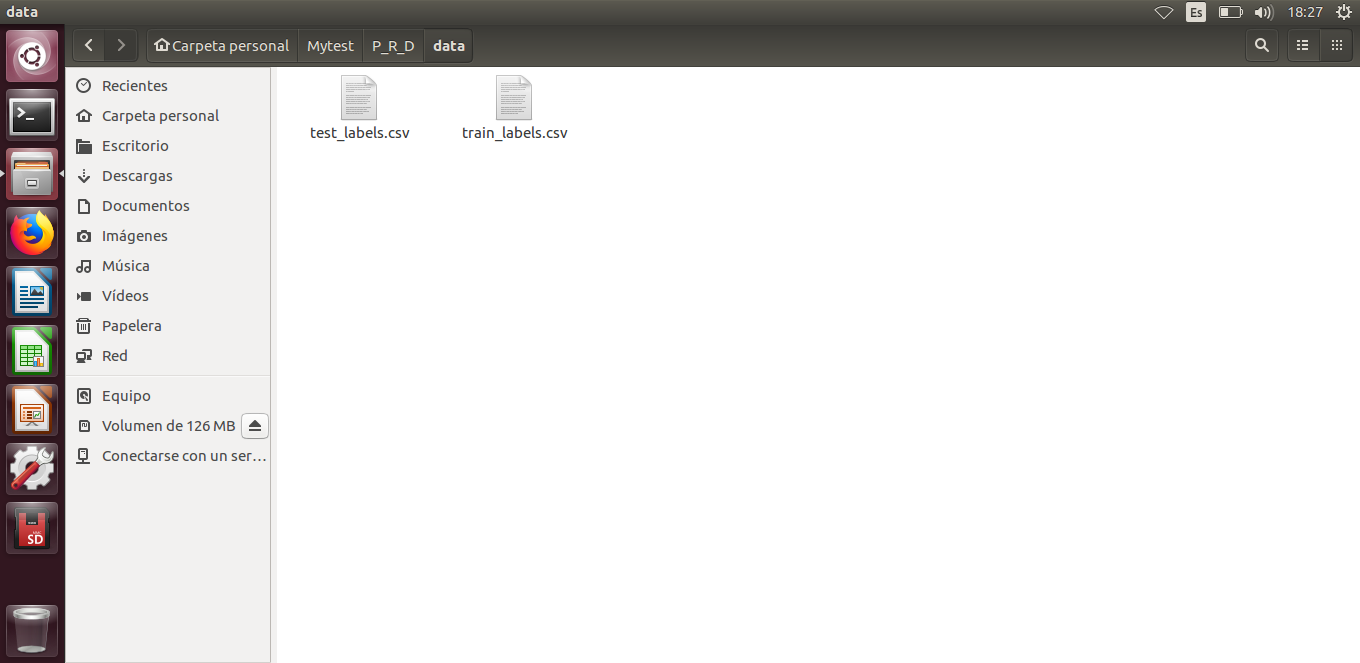 data
Es
18:27
Carpeta personal
Mytest
P_R_D
data
Recientes
Carpeta personal
Escritorio
Descargas
Documentos
Imágenes
Música
Vídeos
Papelera
Red
Equipo
Volumen de 126 MB
Conectarse con un ser…
test_labels.csv
train_labels.csv
SD